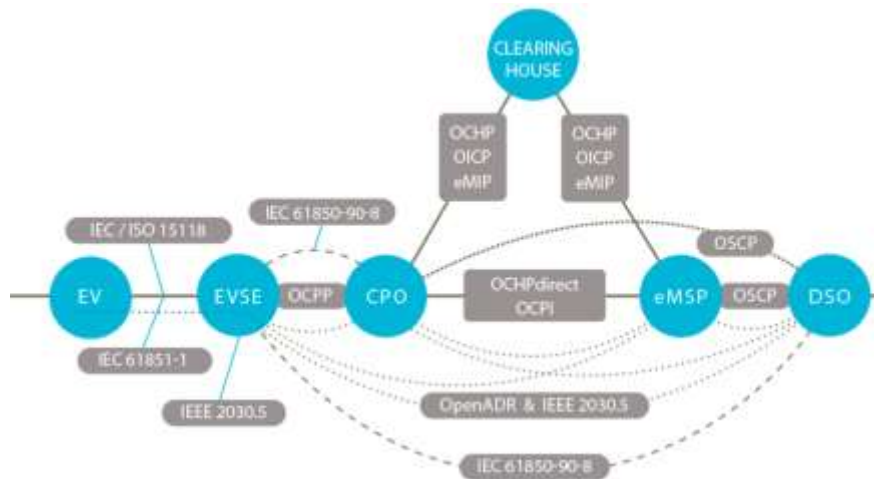 CLEARING
HOUSE
OCHP
OICP
eMIP
OCHP
OICP
eMIP
IEC 61850-90-8
IEC / ISO 15118
OSCP
EV
EVSE
OCPP
CPO
OCHPdirect
OCPI
eMSP
OSCP
DSO
IEC 61851-1
IEEE 2030.5
OpenADR & IEEE 2030.5
IEC 61850-90-8